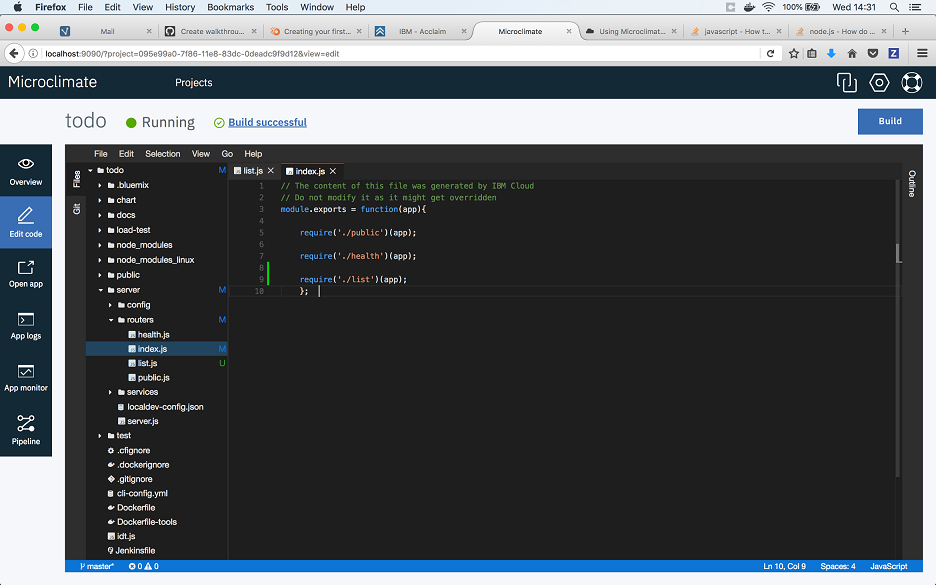 Firefox File Edit View History Bookmarks Tools Window Help 100% Wed 14:31
Mail Create walkthrou... Creating your first... IBM - Acclaim Microclimate Using Microclimat... javascript - How t... node.js - How do ...
localhost:9090/?project=095e99a0-7f86-11e8-83dc-0deadc9f9d12&view=edit
Microclimate Projects
todo Running Build successful Build
File Edit Selection View Go Help
Overview
Edit code
Open app
App logs
App monitor
Pipeline
Files
Git
todo M
.bluemix
chart
docs
load-test
node_modules
node_modules_linux
public
server M
config
routers M
health.js
index.js M
list.js U
public.js
services
localdev-config.json
server.js
test
.cfignore
.dockerignore
.gitignore
cli-config.yml
Dockerfile
Dockerfile-tools
idt.js
Jenkinsfile
list.js index.js
1 // The content of this file was generated by IBM Cloud
2 // Do not modify it as it might get overridden
3 module.exports = function(app){
4
5 require('./public')(app);
6
7 require('./health')(app);
8
9 require('./list')(app);
10 };
Outline
master* 0 0 Ln 10, Col 9 Spaces: 4 JavaScript